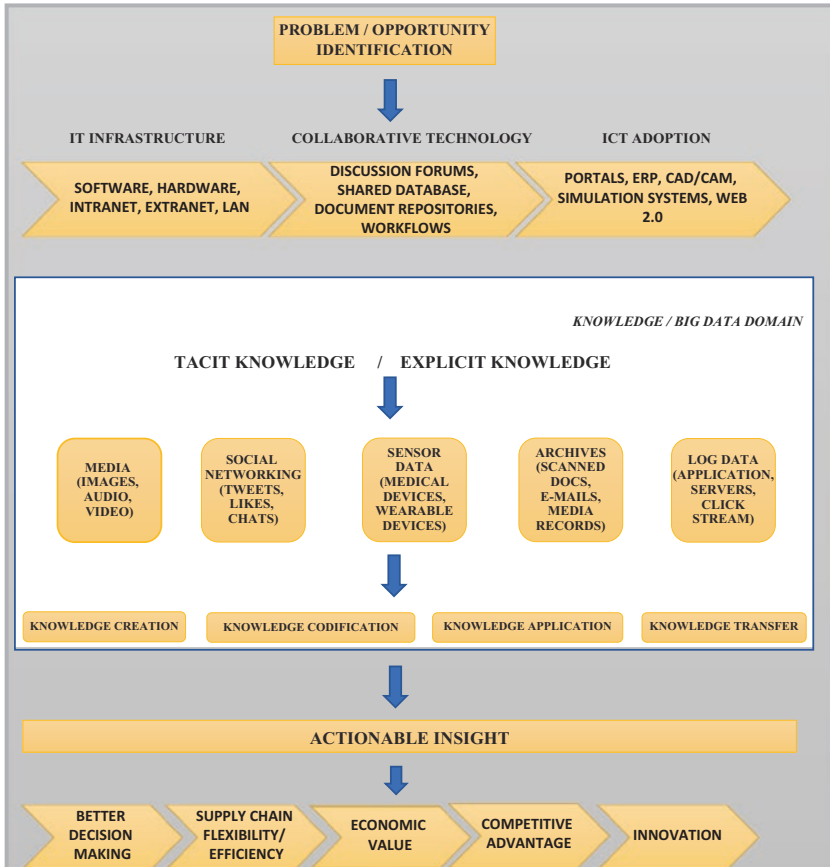 PROBLEM / OPPORTUNITY
IDENTIFICATION
IT INFRASTRUCTURE
COLLABORATIVE TECHNOLOGY
ICT ADOPTION
SOFTWARE, HARDWARE,
INTRANET, EXTRANET, LAN
DISCUSSION FORUMS,
SHARED DATABASE,
DOCUMENT REPOSITORIES,
WORKFLOWS
PORTALS, ERP, CAD/CAM,
SIMULATION SYSTEMS, WEB
2.0
KNOWLEDGE / BIG DATA DOMAIN
TACIT KNOWLEDGE / EXPLICIT KNOWLEDGE
MEDIA
(IMAGES,
AUDIO,
VIDEO)
SOCIAL
NETWORKING
(TWEETS,
LIKES,
CHATS)
SENSOR
DATA
(MEDICAL
DEVICES,
WEARABLE
DEVICES)
ARCHIVES
(SCANNED
DOCS,
E-MAILS,
MEDIA
RECORDS)
LOG DATA
(APPLICATION,
SERVERS,
CLICK
STREAM)
KNOWLEDGE CREATION
KNOWLEDGE CODIFICATION
KNOWLEDGE APPLICATION
KNOWLEDGE TRANSFER
ACTIONABLE INSIGHT
BETTER
DECISION
MAKING
SUPPLY CHAIN
FLEXIBILITY/
EFFICIENCY
ECONOMIC
VALUE
COMPETITIVE
ADVANTAGE
INNOVATION